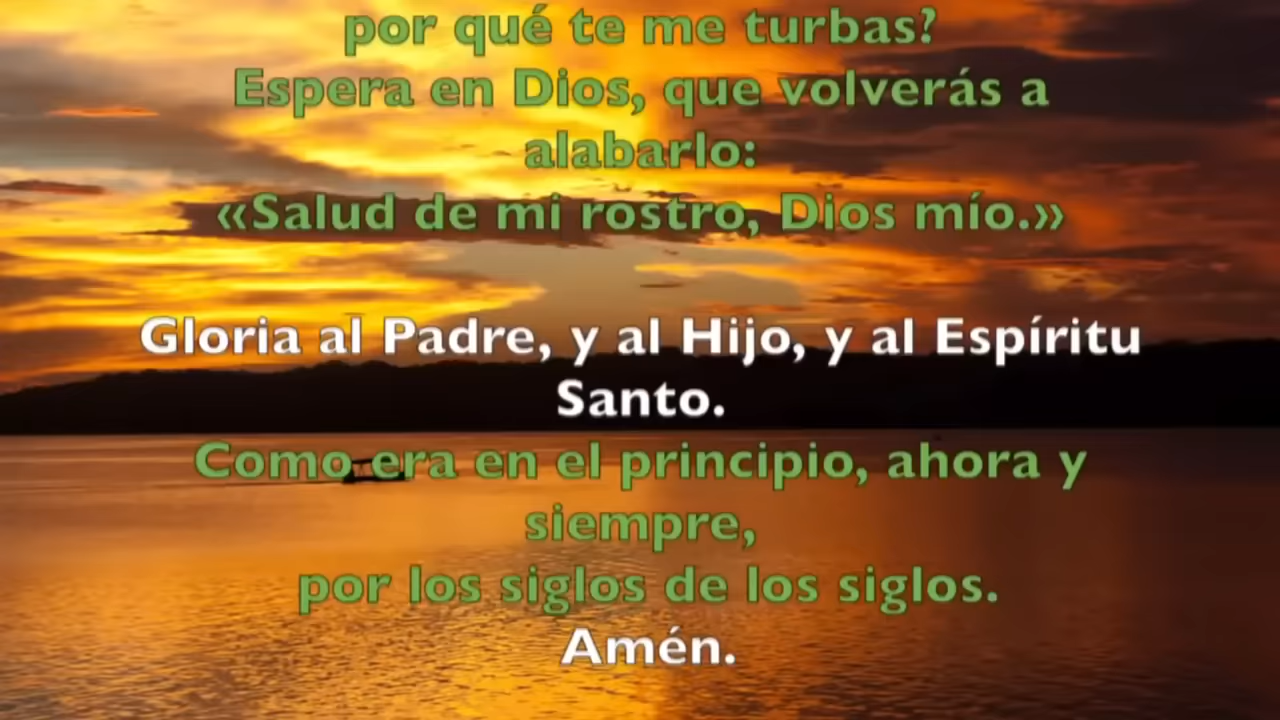 por qué te me turbas?
Espera en Dios, que volverás a
alabarlo:
«Salud de mi rostro, Dios mío.»
Gloria al Padre, y al Hijo, y al Espíritu
Santo.
Como era en el principio, ahora y
siempre,
por los siglos de los siglos.
Amén.